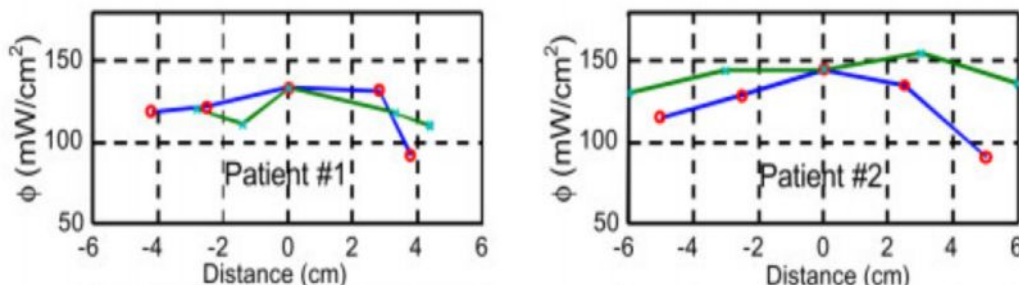 ϕ (mW/cm²)
150
100
50
-6 -4 -2 0 2 4 6
Distance (cm)
Patient #1
ϕ (mW/cm²)
150
100
50
-6 -4 -2 0 2 4 6
Distance (cm)
Patient #2